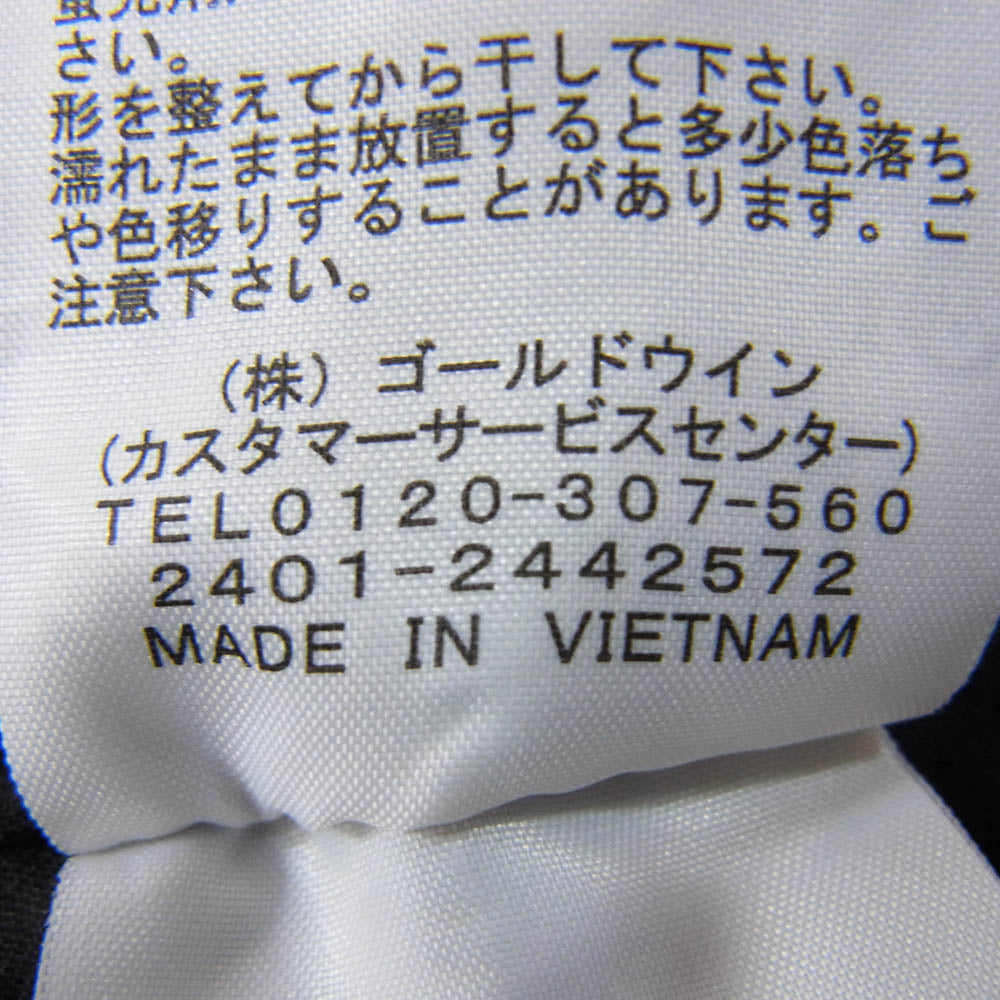 さい。
形を整えてから干して下さい。
濡れたまま放置すると多少色落ち
や色移りすることがあります。ご
注意下さい。
(株) ゴールドウイン
(カスタマーサービスセンター)
TEL0120-307-560
2401-2442572
MADE IN VIETNAM